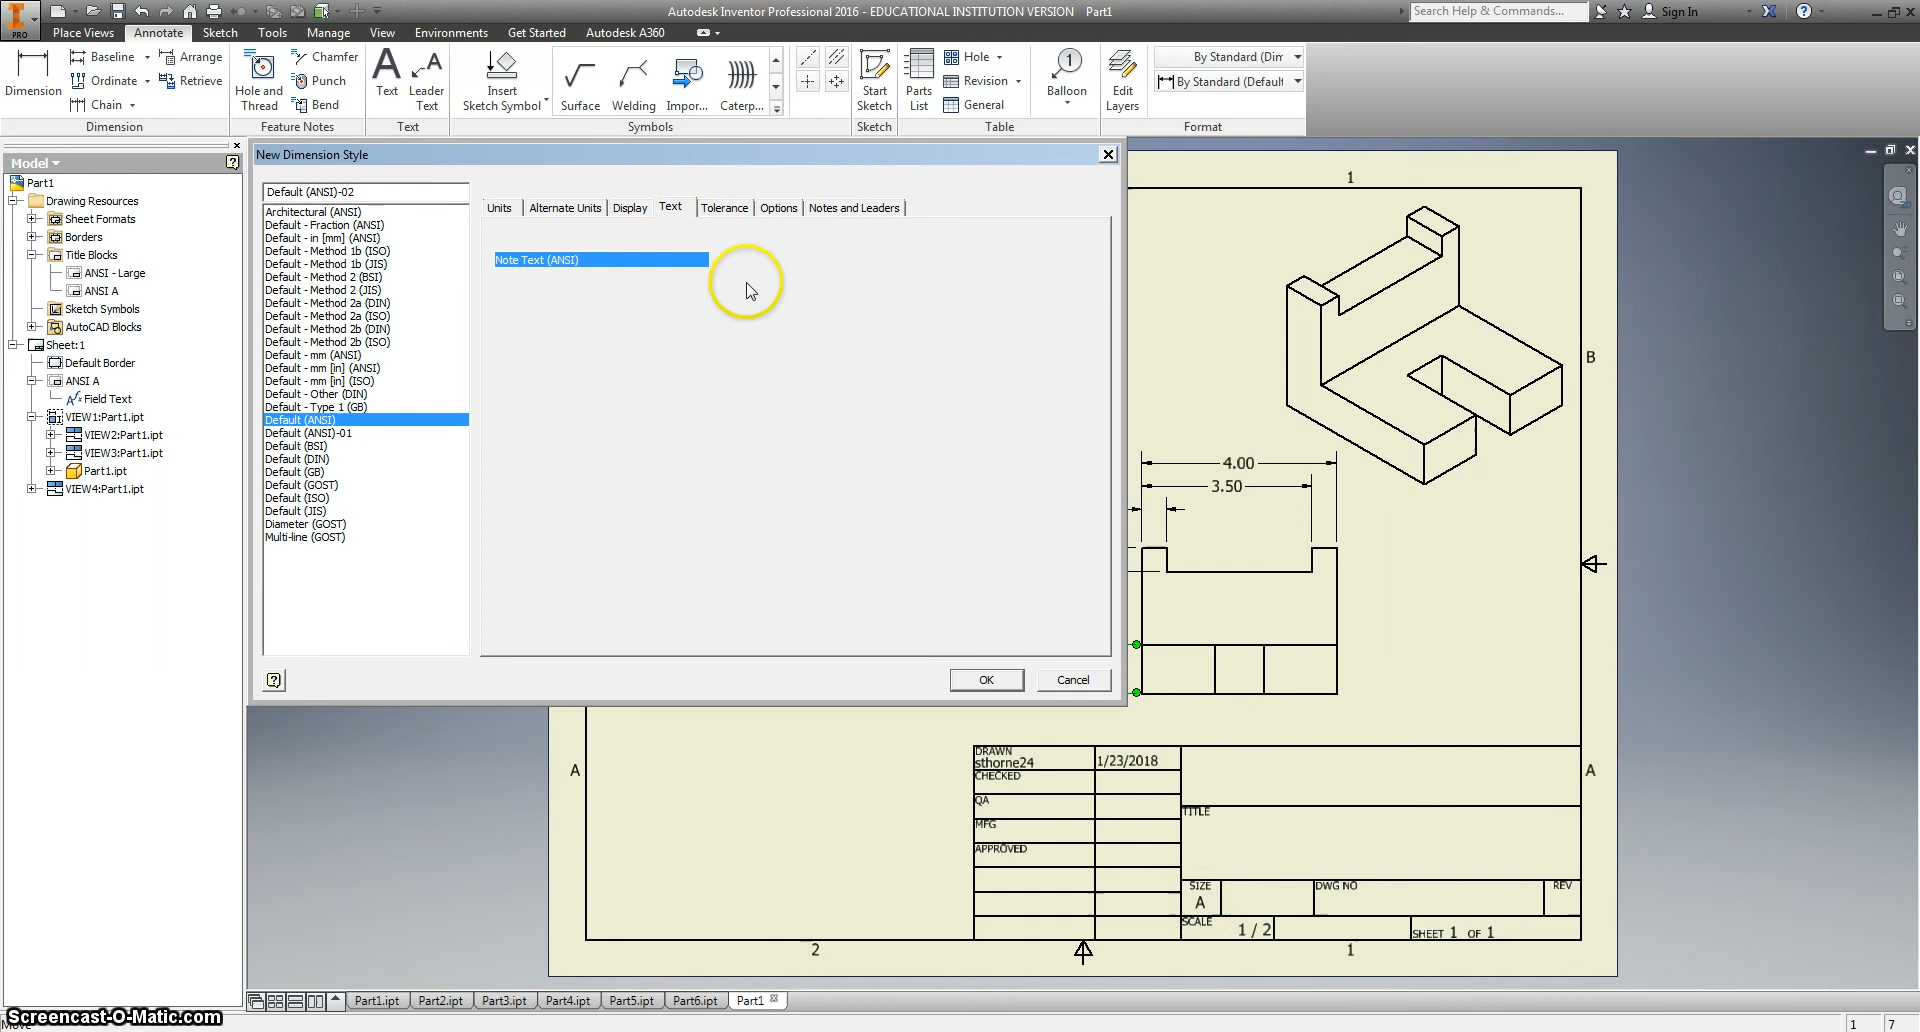 Autodesk Inventor Professional 2016 - EDUCATIONAL INSTITUTION VERSION Part1
Search Help & Commands...
Sign In
PRO
Place Views Annotate Sketch Tools Manage View Environments Get Started Autodesk A360
Dimension
Baseline
Ordinate
Chain
Arrange
Retrieve
Dimension
Hole and Thread
Chamfer
Punch
Bend
Feature Notes
Text
Leader Text
Text
Insert Sketch Symbol
Surface
Welding
Impor...
Caterp...
Symbols
Start Sketch
Sketch
Parts List
Hole
Revision
General
Table
1
Balloon
Edit Layers
By Standard (Dim
By Standard (Default
Format
Model
Part1
Drawing Resources
Sheet Formats
Borders
Title Blocks
ANSI - Large
ANSI A
Sketch Symbols
AutoCAD Blocks
Sheet:1
Default Border
ANSI A
Field Text
VIEW1:Part1.ipt
VIEW2:Part1.ipt
VIEW3:Part1.ipt
Part1.ipt
VIEW4:Part1.ipt
New Dimension Style
Default (ANSI)-02
Architectural (ANSI)
Default - Fraction (ANSI)
Default - in [mm] (ANSI)
Default - Method 1b (ISO)
Default - Method 1b (JIS)
Default - Method 2 (BSI)
Default - Method 2 (JIS)
Default - Method 2a (DIN)
Default - Method 2a (ISO)
Default - Method 2b (DIN)
Default - Method 2b (ISO)
Default - mm (ANSI)
Default - mm [in] (ANSI)
Default - mm [in] (ISO)
Default - Other (DIN)
Default - Type 1 (GB)
Default (ANSI)
Default (ANSI)-01
Default (BSI)
Default (DIN)
Default (GB)
Default (GOST)
Default (ISO)
Default (JIS)
Diameter (GOST)
Multi-line (GOST)
Units Alternate Units Display Text Tolerance Options Notes and Leaders
Note Text (ANSI)
OK
Cancel
1
B
4.00
3.50
A
A
DRAWN
sthorne24
1/23/2018
CHECKED
QA
MFG
APPROVED
TITLE
SIZE
A
DWG NO
REV
SCALE
1 / 2
SHEET 1 OF 1
2
1
Part1.ipt Part2.ipt Part3.ipt Part4.ipt Part5.ipt Part6.ipt Part1
Screencast-O-Matic.com
1 7